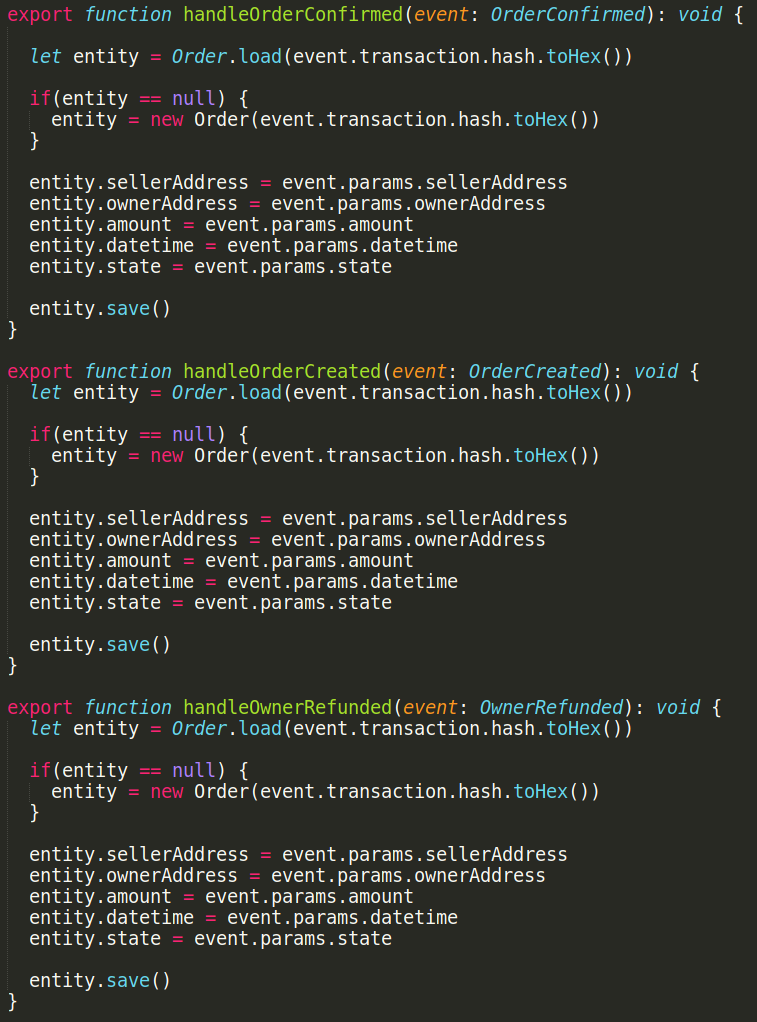 export function handleOrderConfirmed(event: OrderConfirmed): void {
let entity = Order.load(event.transaction.hash.toHex())
if(entity == null) {
entity = new Order(event.transaction.hash.toHex())
}
entity.sellerAddress = event.params.sellerAddress
entity.ownerAddress = event.params.ownerAddress
entity.amount = event.params.amount
entity.datetime = event.params.datetime
entity.state = event.params.state
entity.save()
}
export function handleOrderCreated(event: OrderCreated): void {
let entity = Order.load(event.transaction.hash.toHex())
if(entity == null) {
entity = new Order(event.transaction.hash.toHex())
}
entity.sellerAddress = event.params.sellerAddress
entity.ownerAddress = event.params.ownerAddress
entity.amount = event.params.amount
entity.datetime = event.params.datetime
entity.state = event.params.state
entity.save()
}
export function handleOwnerRefunded(event: OwnerRefunded): void {
let entity = Order.load(event.transaction.hash.toHex())
if(entity == null) {
entity = new Order(event.transaction.hash.toHex())
}
entity.sellerAddress = event.params.sellerAddress
entity.ownerAddress = event.params.ownerAddress
entity.amount = event.params.amount
entity.datetime = event.params.datetime
entity.state = event.params.state
entity.save()
}